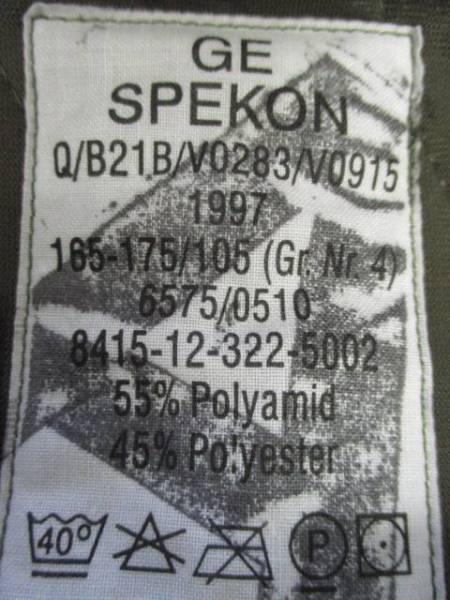 GE
SPEKON
Q/B21B/V0283/V0915
1997
165-175/105 (Gr. Nr. 4)
6575/0510
8415-12-322-5002
55% Polyamid
45% Polyester
40° P